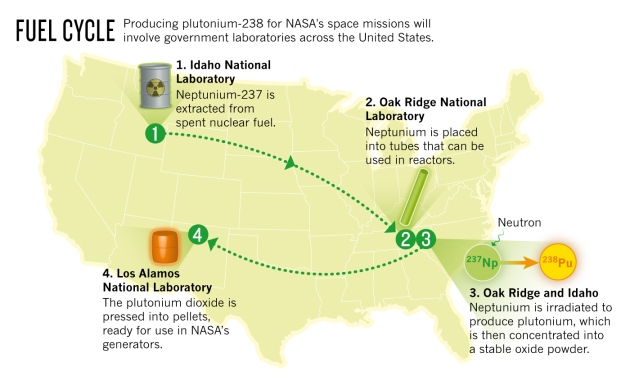 FUEL CYCLE
Producing plutonium-238 for NASA's space missions will
involve government laboratories across the United States.
1. Idaho National
Laboratory
Neptunium-237 is
extracted from
spent nuclear fuel.
1
2. Oak Ridge National
Laboratory
Neptunium is placed
into tubes that can be
used in reactors.
2 3
Neutron
237Np
238Pu
3. Oak Ridge and Idaho
Neptunium is irradiated to
produce plutonium, which
is then concentrated into
a stable oxide powder.
4
4. Los Alamos
National Laboratory
The plutonium dioxide is
pressed into pellets,
ready for use in NASA's
generators.